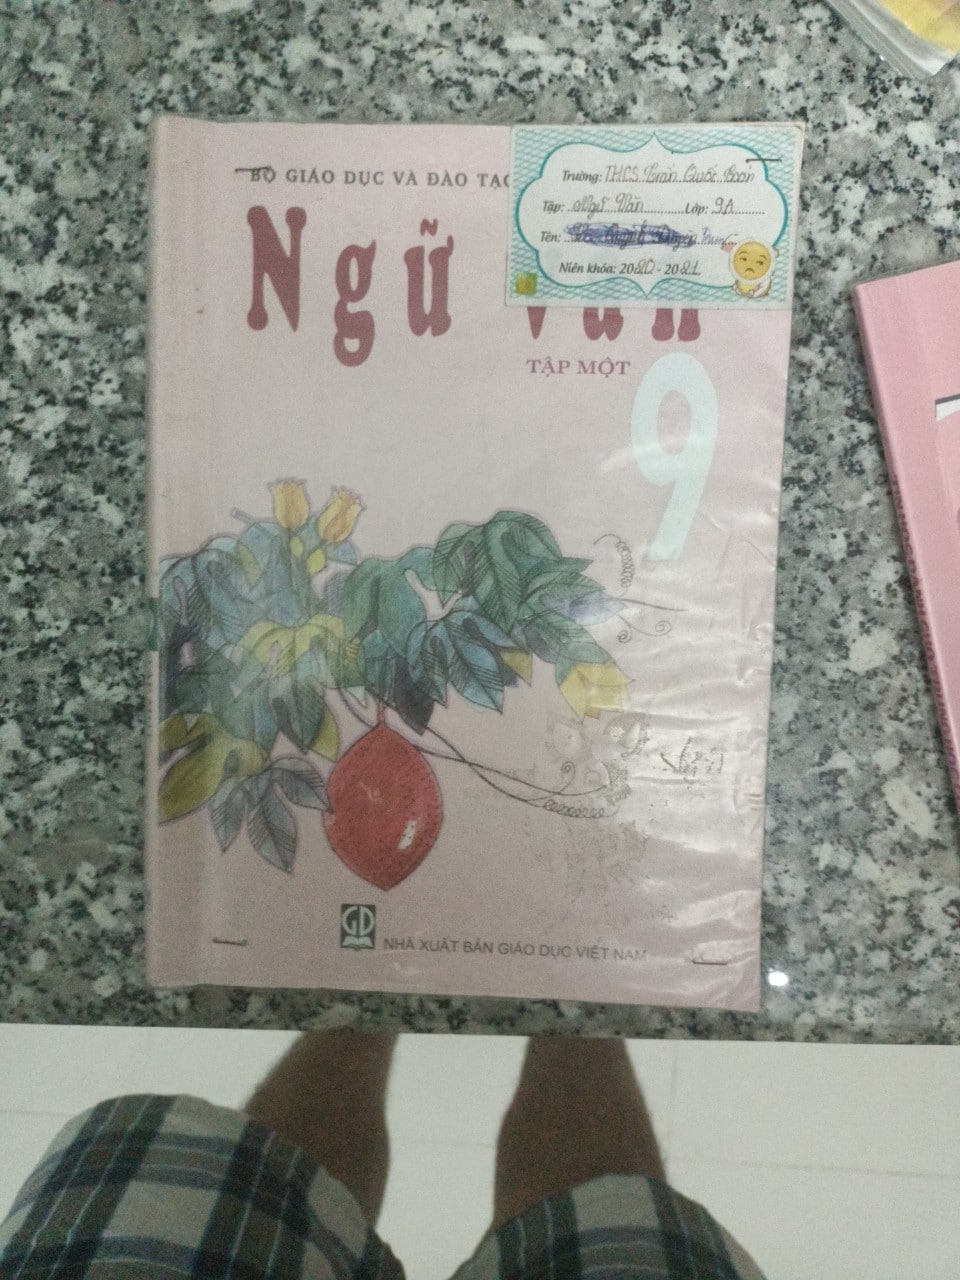 BỘ GIÁO DỤC VÀ ĐÀO TẠO
Trường: THCS Trần Quốc Toản
Tập: Ngữ Văn Lớp: 9A
Tên:
Niên khóa: 2020 - 2021
Ngữ Văn
TẬP MỘT
9
GD
NHÀ XUẤT BẢN GIÁO DỤC VIỆT NAM